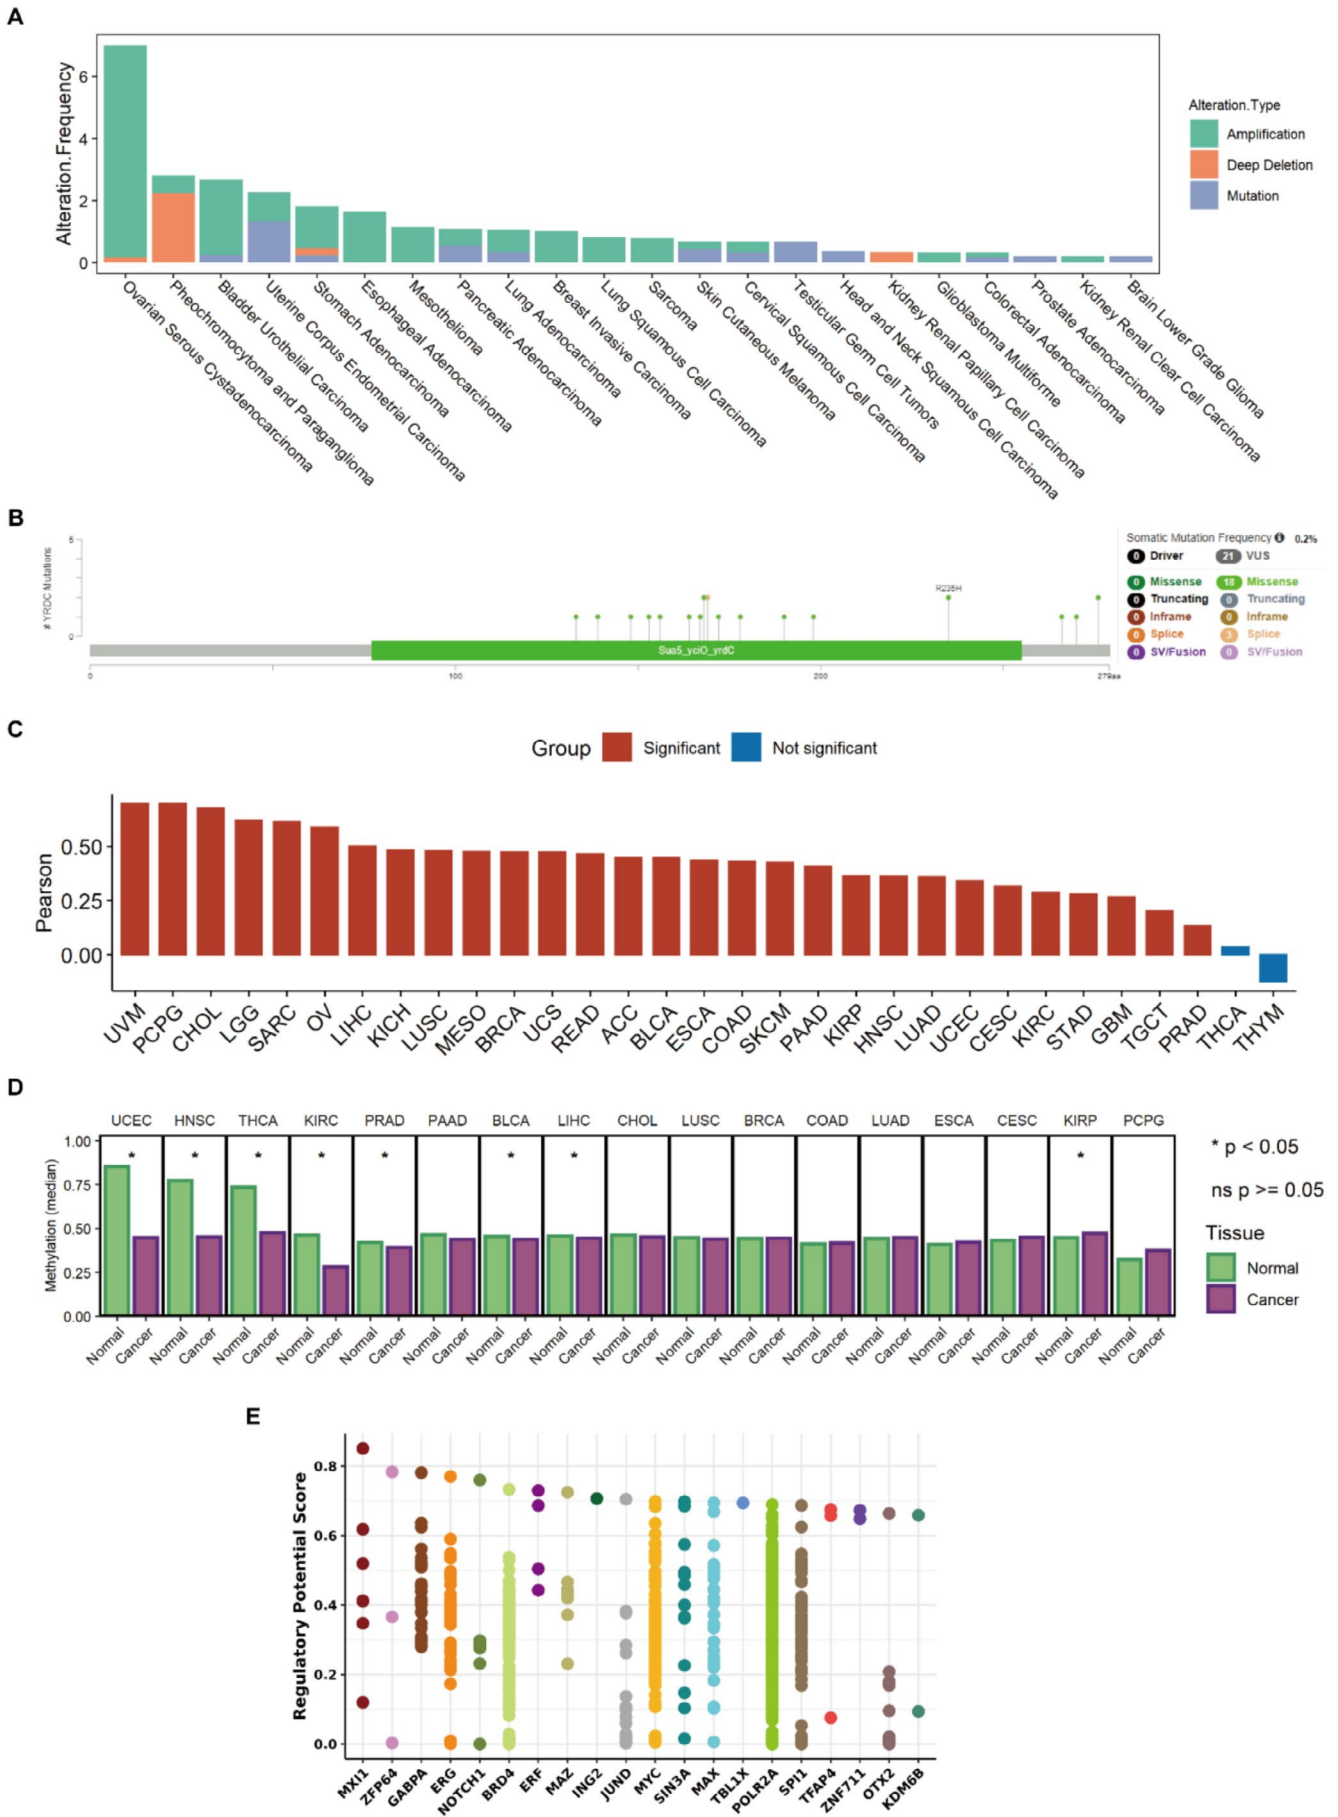 A
Alteration.Frequency
6
4
2
0
Alteration.Type
Amplification
Deep Deletion
Mutation
Ovarian Serous Cystadenocarcinoma
Pheochromocytoma and Paraganglioma
Bladder Urothelial Carcinoma
Uterine Corpus Endometrial Carcinoma
Stomach Adenocarcinoma
Esophageal Adenocarcinoma
Mesothelioma
Pancreatic Adenocarcinoma
Lung Adenocarcinoma
Breast Invasive Carcinoma
Lung Squamous Cell Carcinoma
Sarcoma
Skin Cutaneous Melanoma
Cervical Squamous Cell Carcinoma
Testicular Germ Cell Tumors
Head and Neck Squamous Cell Carcinoma
Kidney Renal Papillary Cell Carcinoma
Glioblastoma Multiforme
Colorectal Adenocarcinoma
Prostate Adenocarcinoma
Kidney Renal Clear Cell Carcinoma
Brain Lower Grade Glioma
B
# YRDC Mutations
5
0
R235H
Sua5_yciO_yrdC
0 100 200 279aa
Somatic Mutation Frequency 0.2%
0 Driver 21 VUS
0 Missense 18 Missense
0 Truncating 0 Truncating
0 Inframe 0 Inframe
0 Splice 3 Splice
0 SV/Fusion 0 SV/Fusion
C
Group Significant Not significant
Pearson
0.50
0.25
0.00
UVM PCPG CHOL LGG SARC OV LIHC KICH LUSC MESO BRCA UCS READ ACC BLCA ESCA COAD SKCM PAAD KIRP HNSC LUAD UCEC CESC KIRC STAD GBM TGCT PRAD THCA THYM
D
UCEC HNSC THCA KIRC PRAD PAAD BLCA LIHC CHOL LUSC BRCA COAD LUAD ESCA CESC KIRP PCPG
Methylation (median)
1.00
0.75
0.50
0.25
0.00
* * * * * * * *
Normal Cancer Normal Cancer Normal Cancer Normal Cancer Normal Cancer Normal Cancer Normal Cancer Normal Cancer Normal Cancer Normal Cancer Normal Cancer Normal Cancer Normal Cancer Normal Cancer Normal Cancer Normal Cancer Normal Cancer
* p < 0.05
ns p >= 0.05
Tissue
Normal
Cancer
E
Regulatory Potential Score
0.8
0.6
0.4
0.2
0.0
MXI1 ZFP64 GABPA ERG NOTCH1 BRD4 ERF MAZ ING2 JUND MYC SIN3A MAX TBL1X POLR2A SPI1 TFAP4 ZNF711 OTX2 KDM6B